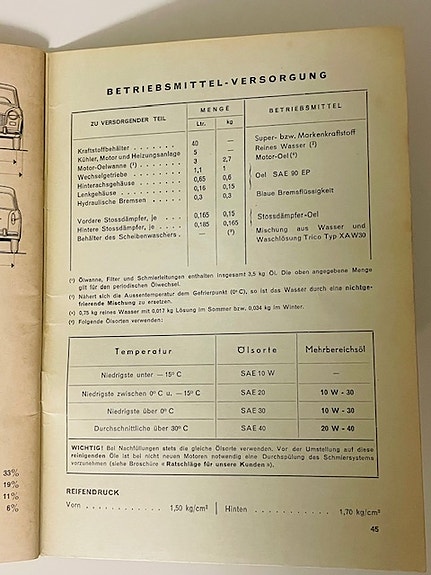 BETRIEBSMITTEL-VERSORGUNG
ZU VERSORGENDER TEIL
MENGE
Ltr. kg
BETRIEBSMITTEL
Kraftstoffbehälter . . . . . . 40 — Super- bzw. Markenkraftstoff
Kühler, Motor und Heizungsanlage 5 — Reines Wasser (²)
Motor-Oelwanne (¹) . . . . . 3 2,7 Motor-Oel (⁴)
Wechselgetriebe . . . . . . 1,1 1
Hinterachsgehäuse . . . . . 0,65 0,6 Oel SAE 90 EP
Lenkgehäuse . . . . . . . 0,16 0,15
Hydraulische Bremsen . . . . 0,3 0,3 Blaue Bremsflüssigkeit
Vordere Stossdämpfer, je . . . 0,165 0,15
Hintere Stossdämpfer, je . . . 0,185 0,165 Stossdämpfer-Oel
Behälter des Scheibenwaschers . — (³) Mischung aus Wasser und
Waschlösung Trico Typ XAW30
(¹) Ölwanne, Filter und Schmierleitungen enthalten insgesamt 3,5 kg Öl. Die oben angegebene Menge
gilt für den periodischen Ölwechsel.
(²) Nähert sich die Aussentemperatur dem Gefrierpunkt (0° C), so ist das Wasser durch eine nichtge-
frierende Mischung zu ersetzen.
(³) 0,75 kg reines Wasser mit 0,017 kg Lösung im Sommer bzw. 0,034 kg im Winter.
(⁴) Folgende Ölsorten verwenden:
Temperatur Ölsorte Mehrbereichsöl
Niedrigste unter — 15° C SAE 10 W —
Niedrigste zwischen 0° C u. — 15° C SAE 20 10 W - 30
Niedrigste über 0° C SAE 30 10 W - 30
Durchschnittliche über 30° C SAE 40 20 W - 40
WICHTIG! Bei Nachfüllungen stets die gleiche Ölsorte verwenden. Vor der Umstellung auf diese
reinigenden Öle ist bei nicht neuen Motoren notwendig eine Durchspülung des Schmiersystems
vorzunehmen (siehe Broschüre « Ratschläge für unsere Kunden »).
REIFENDRUCK
Vorn . . . . . . . . . . . 1,50 kg/cm² | Hinten . . . . . . . . . . 1,70 kg/cm²
45
33%
19%
11%
6%